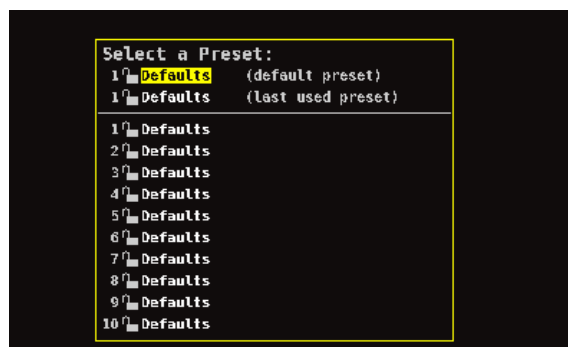 Select a Preset:
1 Defaults (default preset)
1 Defaults (last used preset)
1 Defaults
2 Defaults
3 Defaults
4 Defaults
5 Defaults
6 Defaults
7 Defaults
8 Defaults
9 Defaults
10 Defaults